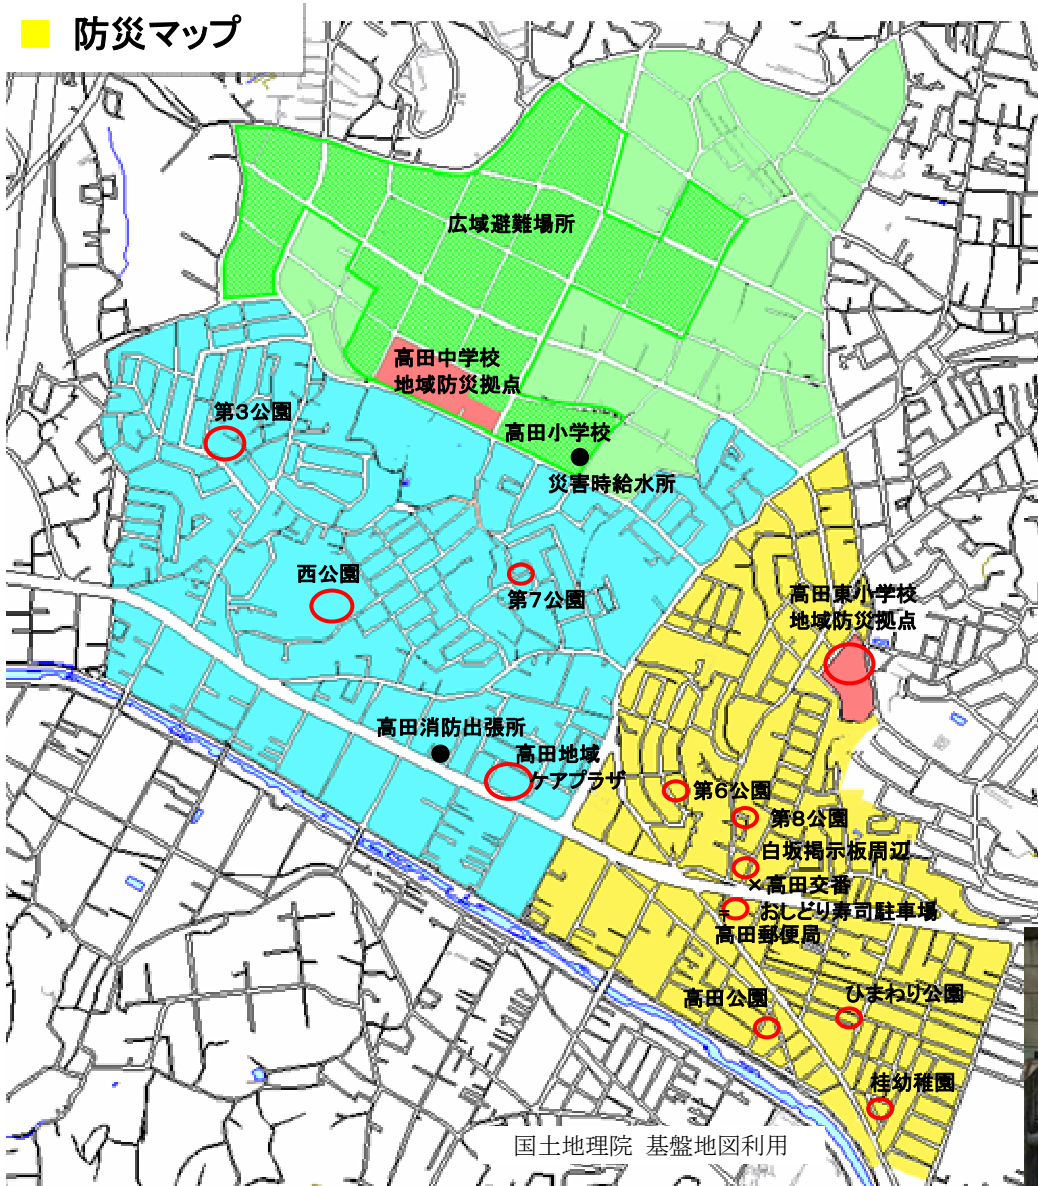 防災マップ
広域避難場所
高田中学校
地域防災拠点
第3公園
高田小学校
災害時給水所
西公園
第7公園
高田東小学校
地域防災拠点
高田消防出張所
高田地域
ケアプラザ
第6公園
第8公園
白坂掲示板周辺
×高田交番
おしどり寿司駐車場
高田郵便局
高田公園
ひまわり公園
桂幼稚園
国土地理院 基盤地図利用